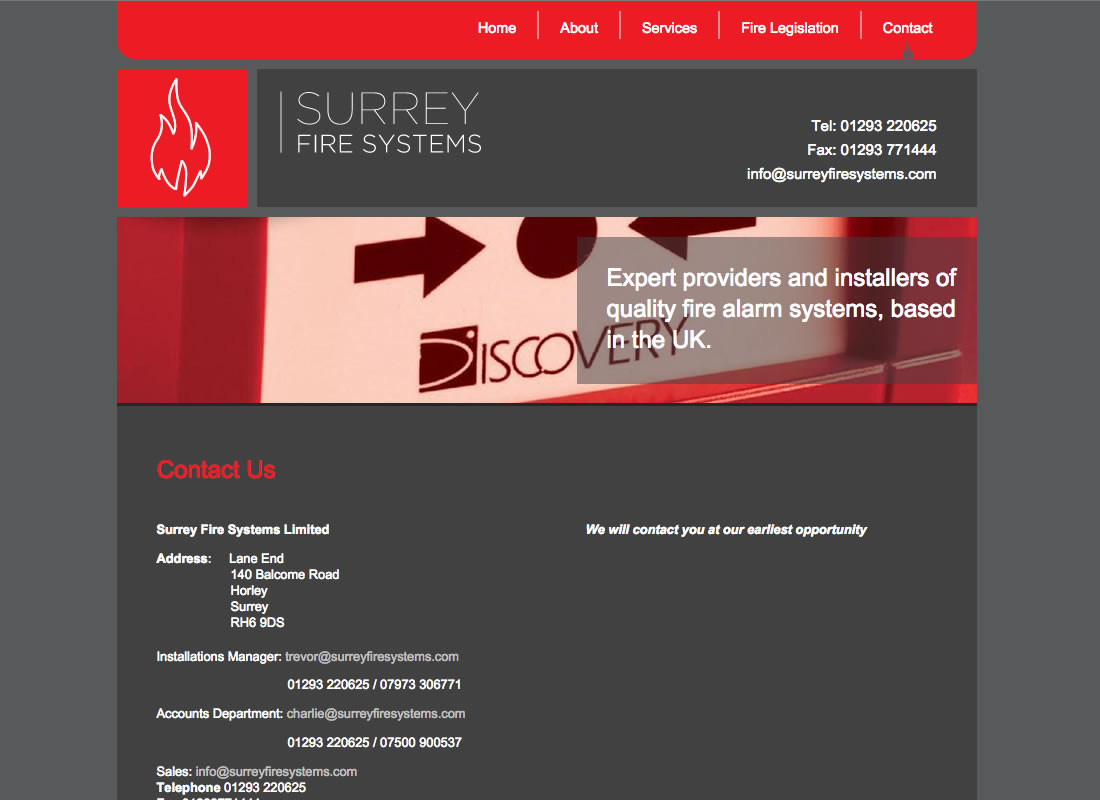 Home About Services Fire Legislation Contact
SURREY
FIRE SYSTEMS
Tel: 01293 220625
Fax: 01293 771444
info@surreyfiresystems.com
Expert providers and installers of
quality fire alarm systems, based
in the UK.
DISCOVERY
Contact Us
Surrey Fire Systems Limited
We will contact you at our earliest opportunity
Address: Lane End
140 Balcome Road
Horley
Surrey
RH6 9DS
Installations Manager: trevor@surreyfiresystems.com
01293 220625 / 07973 306771
Accounts Department: charlie@surreyfiresystems.com
01293 220625 / 07500 900537
Sales: info@surreyfiresystems.com
Telephone 01293 220625